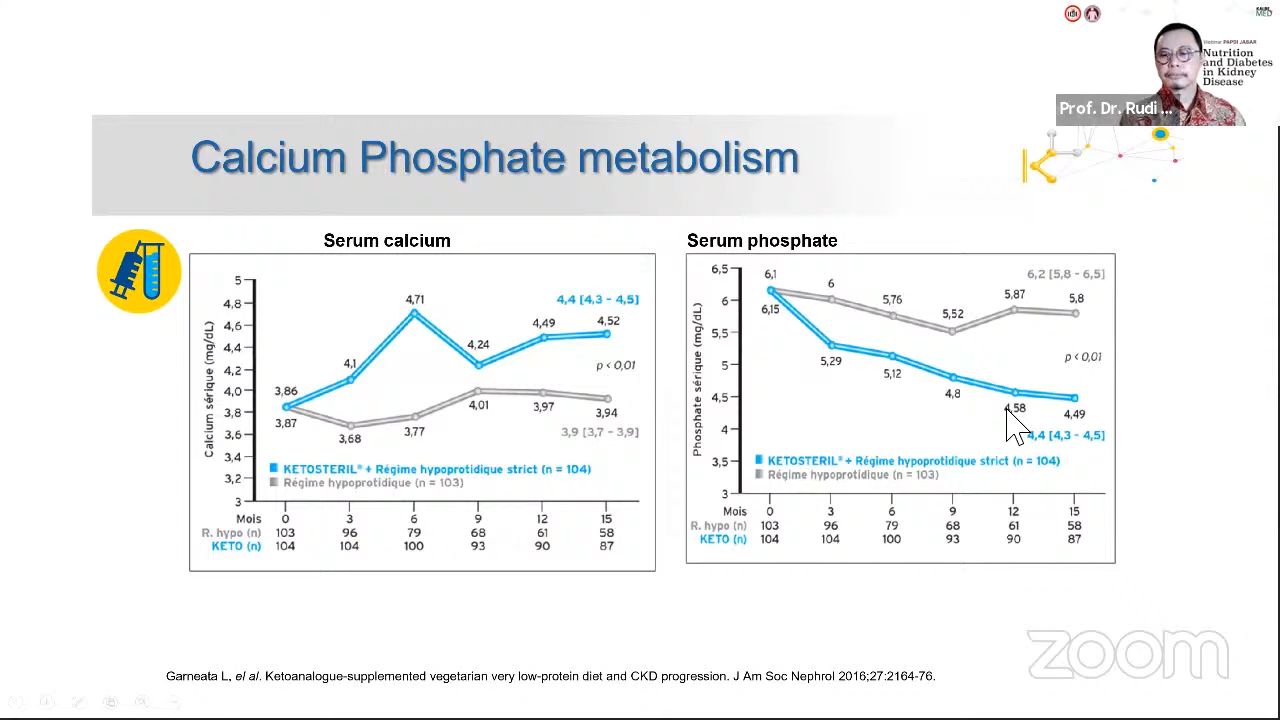 KALBE
MED
Webinar PAPDI JABAR
Nutrition
and Diabetes
in Kidney
Disease
Prof. Dr. Rudi ...
Calcium Phosphate metabolism
Serum calcium
Calcium sérique (mg/dL)
5
4,8
4,6
4,4
4,2
4,0
3,8
3,6
3,4
3,2
3
3,86
4,1
4,71
4,24
4,49
4,52
4,4 [4,3 – 4,5]
p < 0,01
3,87
3,68
3,77
4,01
3,97
3,94
3,9 [3,7 – 3,9]
KETOSTERIL® + Régime hypoprotidique strict (n = 104)
Régime hypoprotidique (n = 103)
Mois 0 3 6 9 12 15
R. hypo (n) 103 96 79 68 61 58
KETO (n) 104 104 100 93 90 87
Serum phosphate
Phosphate sérique (mg/dL)
6,5
6
5,5
5
4,5
4
3,5
3
6,1
6
5,76
5,52
5,87
5,8
6,2 [5,8 – 6,5]
p < 0,01
6,15
5,29
5,12
4,8
4,58
4,49
4,4 [4,3 – 4,5]
KETOSTERIL® + Régime hypoprotidique strict (n = 104)
Régime hypoprotidique (n = 103)
Mois 0 3 6 9 12 15
R. hypo (n) 103 96 79 68 61 58
KETO (n) 104 104 100 93 90 87
zoom
Garneata L, el al. Ketoanalogue-supplemented vegetarian very low-protein diet and CKD progression. J Am Soc Nephrol 2016;27:2164-76.